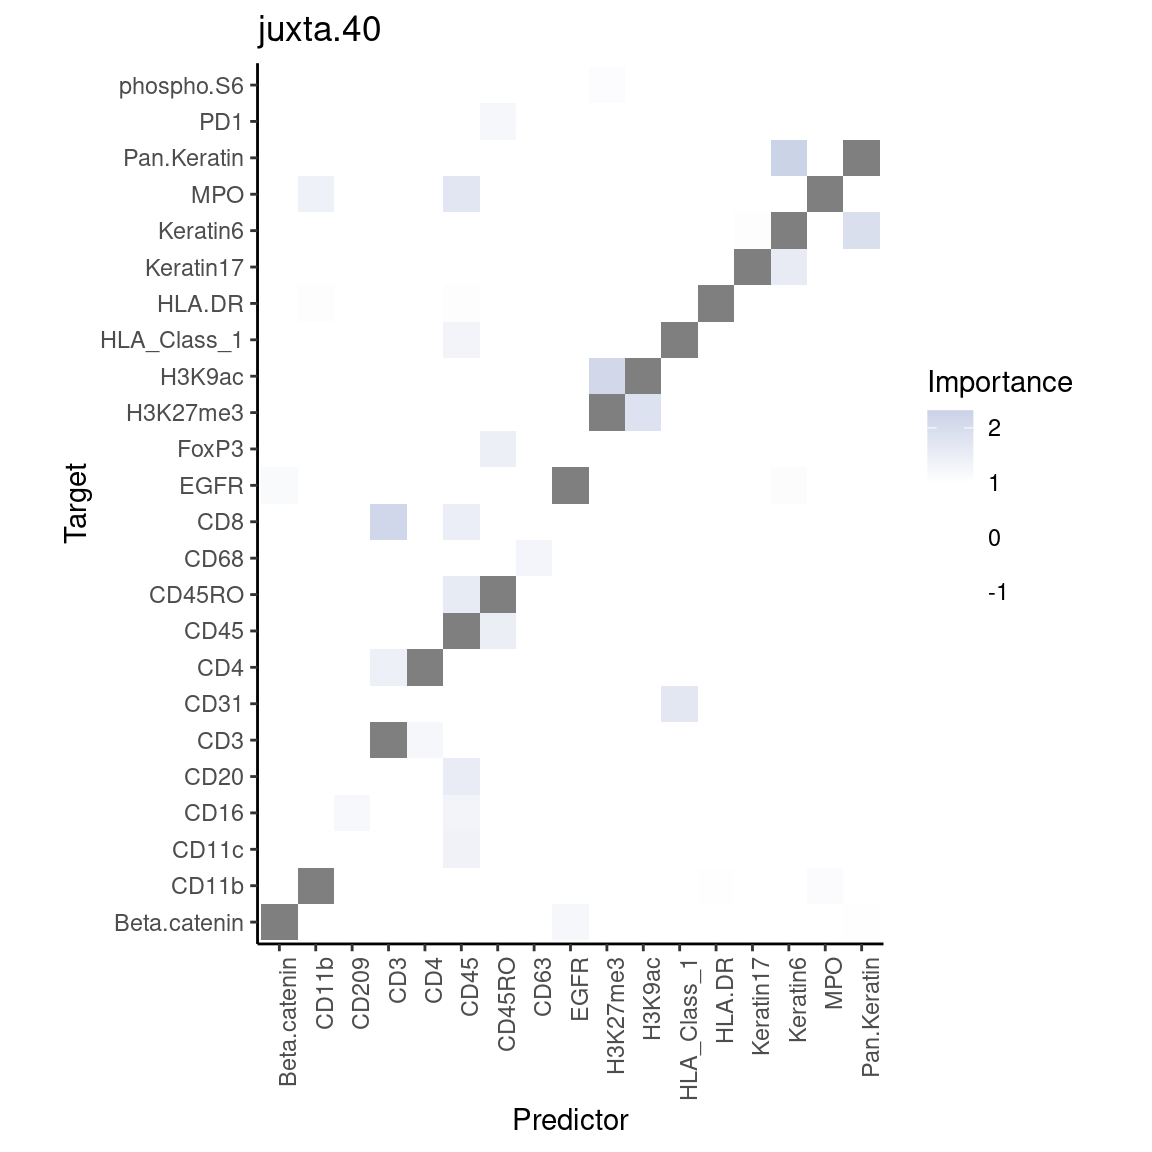 juxta.40
phospho.S6
PD1
Pan.Keratin
MPO
Keratin6
Keratin17
HLA.DR
HLA_Class_1
H3K9ac
H3K27me3
FoxP3
EGFR
CD8
CD68
CD45RO
CD45
CD4
CD31
CD3
CD20
CD16
CD11c
CD11b
Beta.catenin
Target
Beta.catenin
CD11b
CD209
CD3
CD4
CD45
CD45RO
CD63
EGFR
H3K27me3
H3K9ac
HLA_Class_1
HLA.DR
Keratin17
Keratin6
MPO
Pan.Keratin
Predictor
Importance
2
1
0
-1